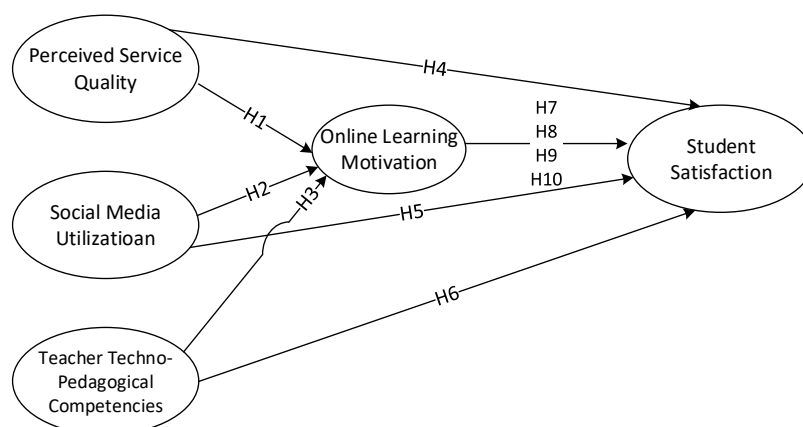 Perceived Service
Quality
H4
H1
Online Learning
Motivation
H7
H8
H9
H10
Student
Satisfaction
H2
H3
Social Media
Utilizatioan
H5
H6
Teacher Techno-
Pedagogical
Competencies